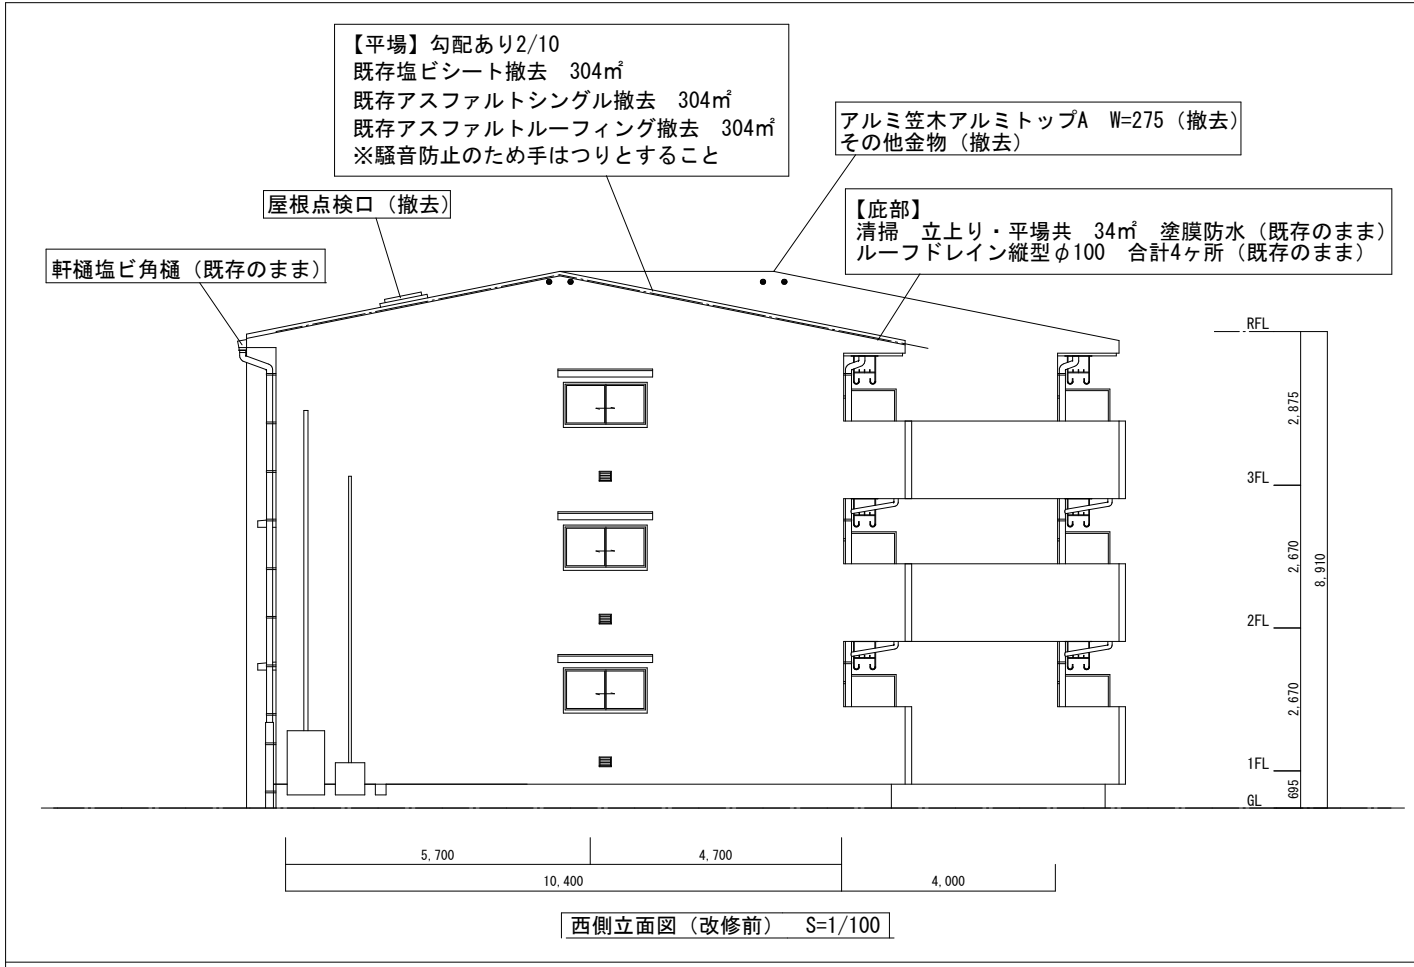 【平場】勾配あり2/10
既存塩ビシート撤去　304㎡
既存アスファルトシングル撤去　304㎡
既存アスファルトルーフィング撤去　304㎡
※騒音防止のため手はつりとすること
アルミ笠木アルミトップA　W=275（撤去）
その他金物（撤去）
屋根点検口（撤去）
【庇部】
清掃　立上り・平場共　34㎡　塗膜防水（既存のまま）
ルーフドレイン縦型φ100　合計4ヶ所（既存のまま）
軒樋塩ビ角樋（既存のまま）
RFL
2,875
3FL
2,670
8,910
2FL
2,670
1FL
695
GL
5,700
4,700
10,400
4,000
西側立面図（改修前）　S=1/100